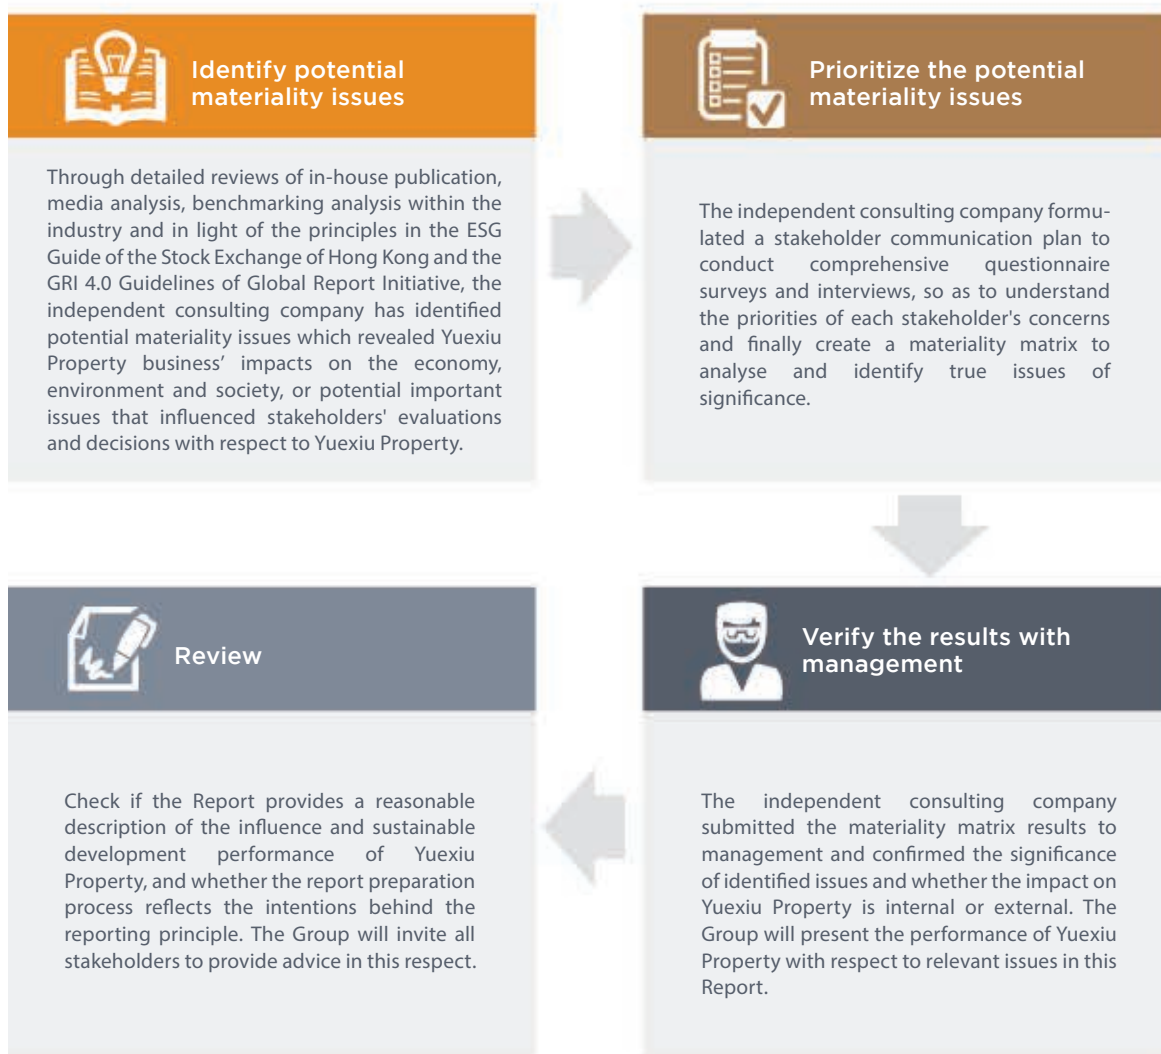 Identify potential
materiality issues
Through detailed reviews of in-house publication,
media analysis, benchmarking analysis within the
industry and in light of the principles in the ESG
Guide of the Stock Exchange of Hong Kong and the
GRI 4.0 Guidelines of Global Report Initiative, the
independent consulting company has identified
potential materiality issues which revealed Yuexiu
Property business’ impacts on the economy,
environment and society, or potential important
issues that influenced stakeholders' evaluations
and decisions with respect to Yuexiu Property.
Prioritize the potential
materiality issues
The independent consulting company formu-
lated a stakeholder communication plan to
conduct comprehensive questionnaire
surveys and interviews, so as to understand
the priorities of each stakeholder's concerns
and finally create a materiality matrix to
analyse and identify true issues of
significance.
Verify the results with
management
The independent consulting company
submitted the materiality matrix results to
management and confirmed the significance
of identified issues and whether the impact on
Yuexiu Property is internal or external. The
Group will present the performance of Yuexiu
Property with respect to relevant issues in this
Report.
Review
Check if the Report provides a reasonable
description of the influence and sustainable
development performance of Yuexiu
Property, and whether the report preparation
process reflects the intentions behind the
reporting principle. The Group will invite all
stakeholders to provide advice in this respect.